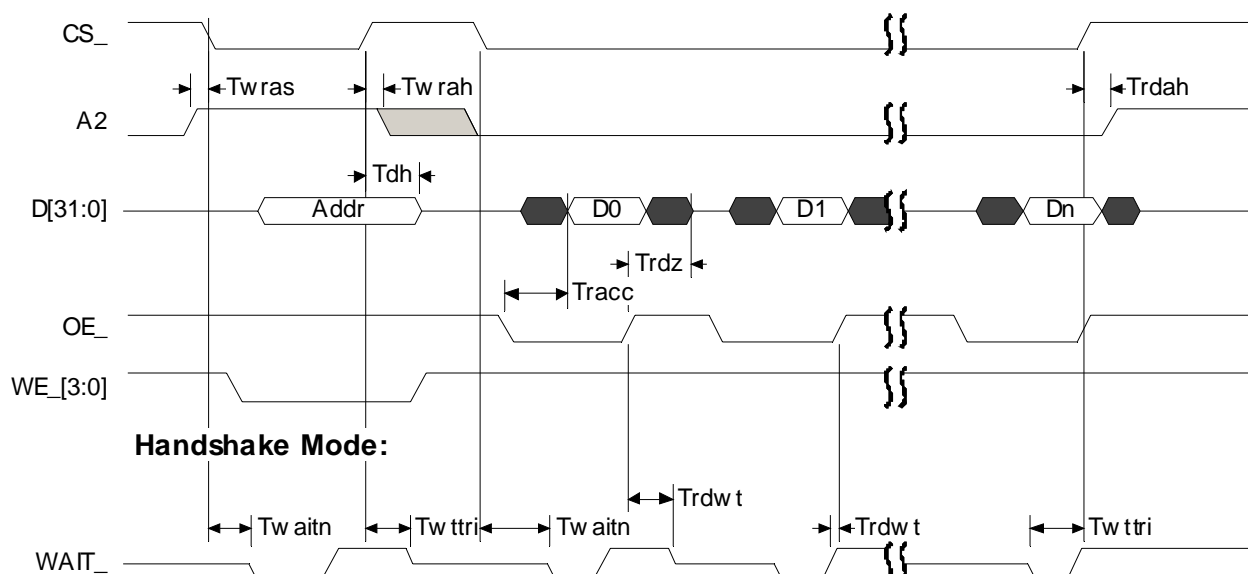 CS_
Twras
Twrah
Trdah
A2
Tdh
D[31:0]
Addr
D0
D1
Dn
Trdz
Tracc
OE_
WE_[3:0]
Handshake Mode:
Trdwt
Twaitn
Twttri
Twaitn
Trdwt
Twttri
WAIT_